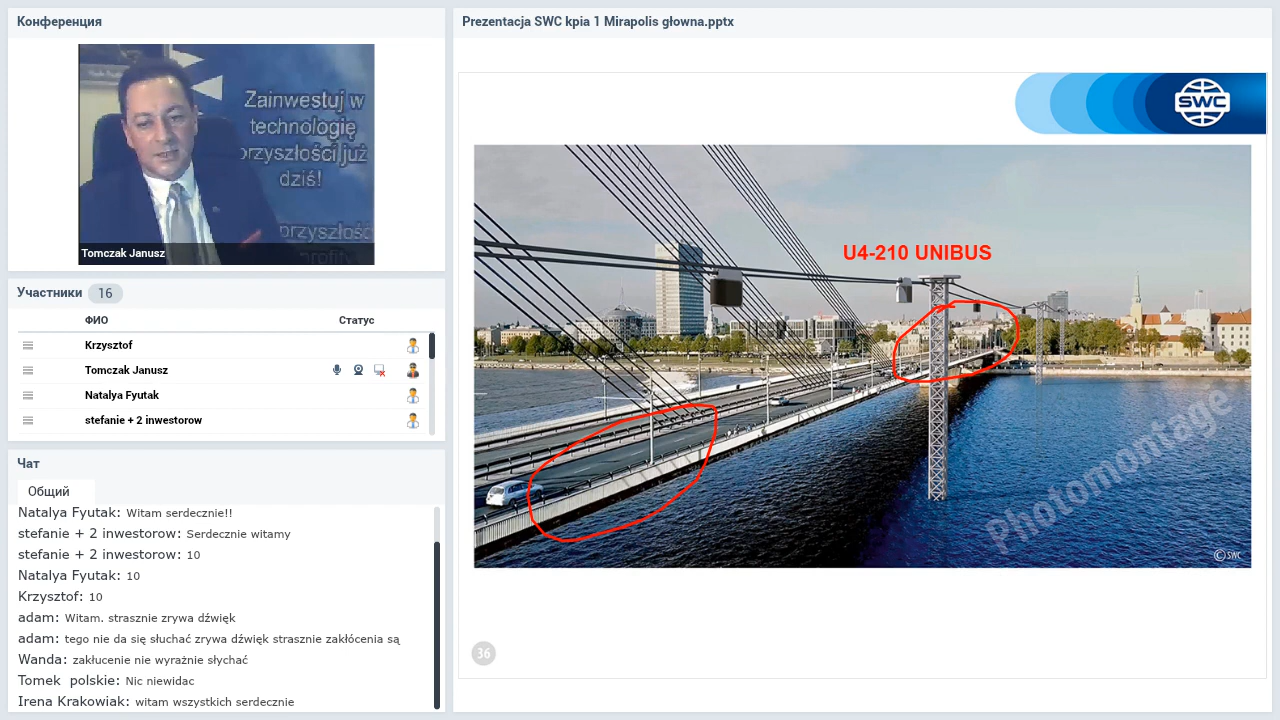 Конференция
Zainwestuj w
technologię
przyszłości już
dziś!
przyszłość
profity
Tomczak Janusz
Участники 16
ФИО Статус
Krzysztof
Tomczak Janusz
Natalya Fyutak
stefanie + 2 inwestorow
Чат
Общий
Natalya Fyutak: Witam serdecznie!!
stefanie + 2 inwestorow: Serdecznie witamy
stefanie + 2 inwestorow: 10
Natalya Fyutak: 10
Krzysztof: 10
adam: Witam. strasznie zrywa dźwięk
adam: tego nie da się słuchać zrywa dźwięk strasznie zakłócenia są
Wanda: zakłucenie nie wyrażnie słychać
Tomek polskie: Nic niewidac
Irena Krakowiak: witam wszystkich serdecznie
Prezentacja SWC kpia 1 Mirapolis głowna.pptx
SWC
U4-210 UNIBUS
Photomontage
© SWC
36